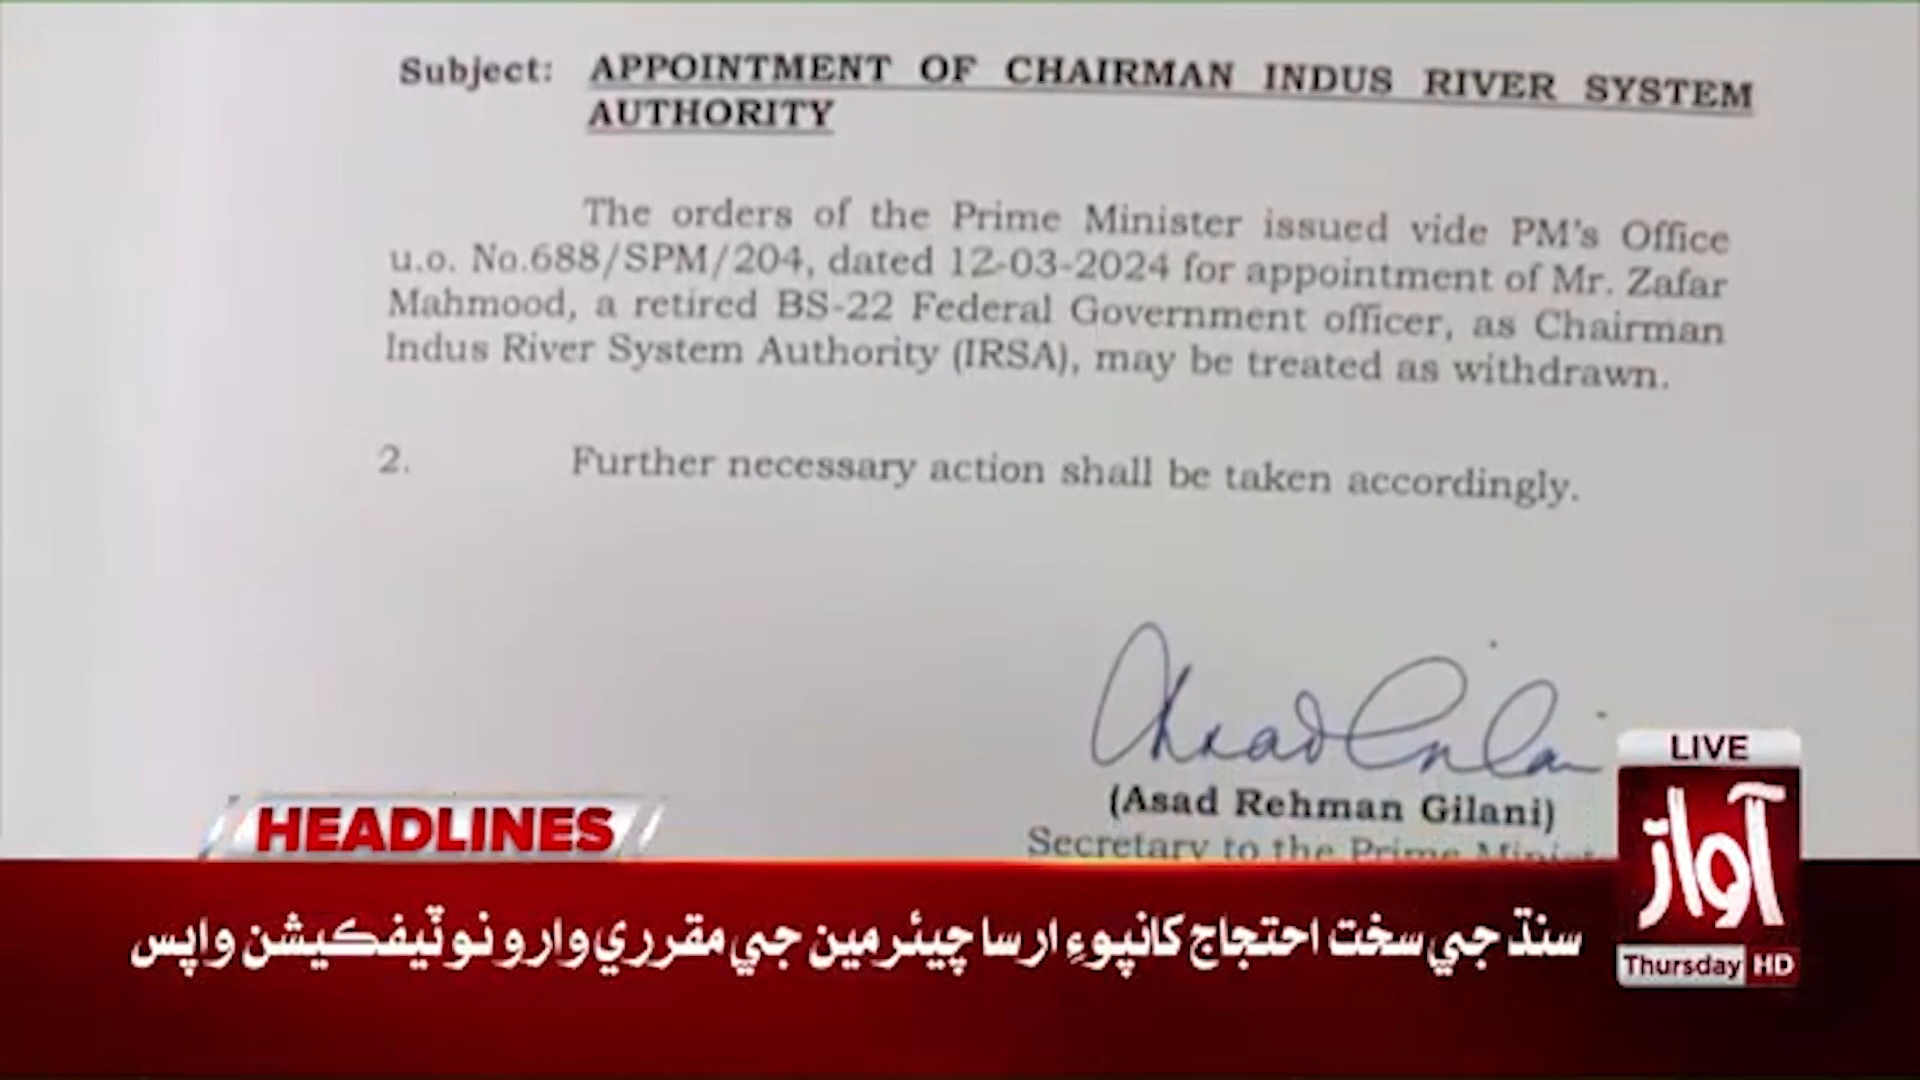 Subject: APPOINTMENT OF CHAIRMAN INDUS RIVER SYSTEM
AUTHORITY
The orders of the Prime Minister issued vide PM's Office
u.o. No.688/SPM/204, dated 12-03-2024 for appointment of Mr. Zafar
Mahmood, a retired BS-22 Federal Government officer, as Chairman
Indus River System Authority (IRSA), may be treated as withdrawn.
2. Further necessary action shall be taken accordingly.
Asad Gilani
(Asad Rehman Gilani)
Secretary to the Prime Minist
LIVE
آواز
Thursday HD
HEADLINES
سنڌ جي سخت احتجاج کانپوءِ ارسا چيئرمين جي مقرري وارو نوٽيفڪيشن واپس